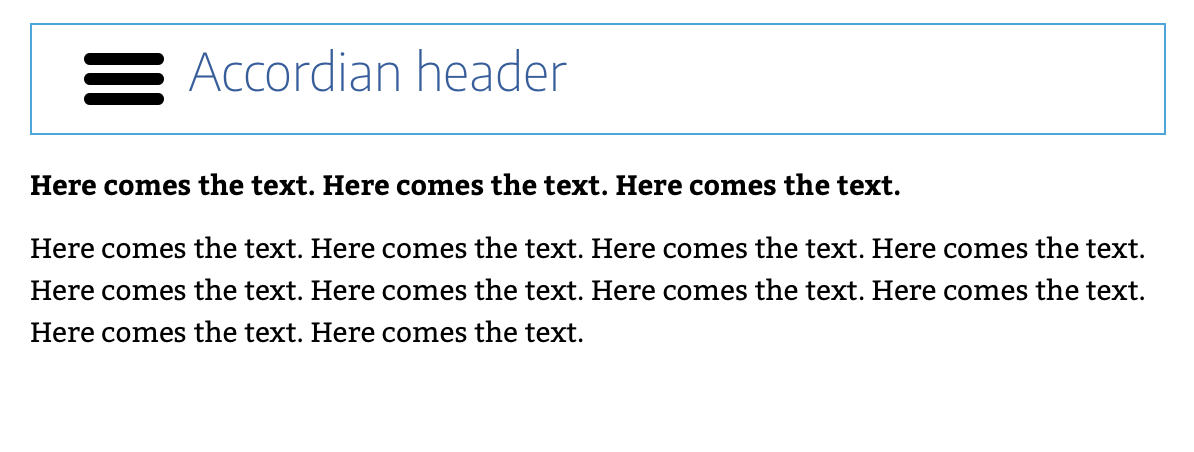 Accordian header
Here comes the text. Here comes the text. Here comes the text.
Here comes the text. Here comes the text. Here comes the text. Here comes the text.
Here comes the text. Here comes the text. Here comes the text. Here comes the text.
Here comes the text. Here comes the text.